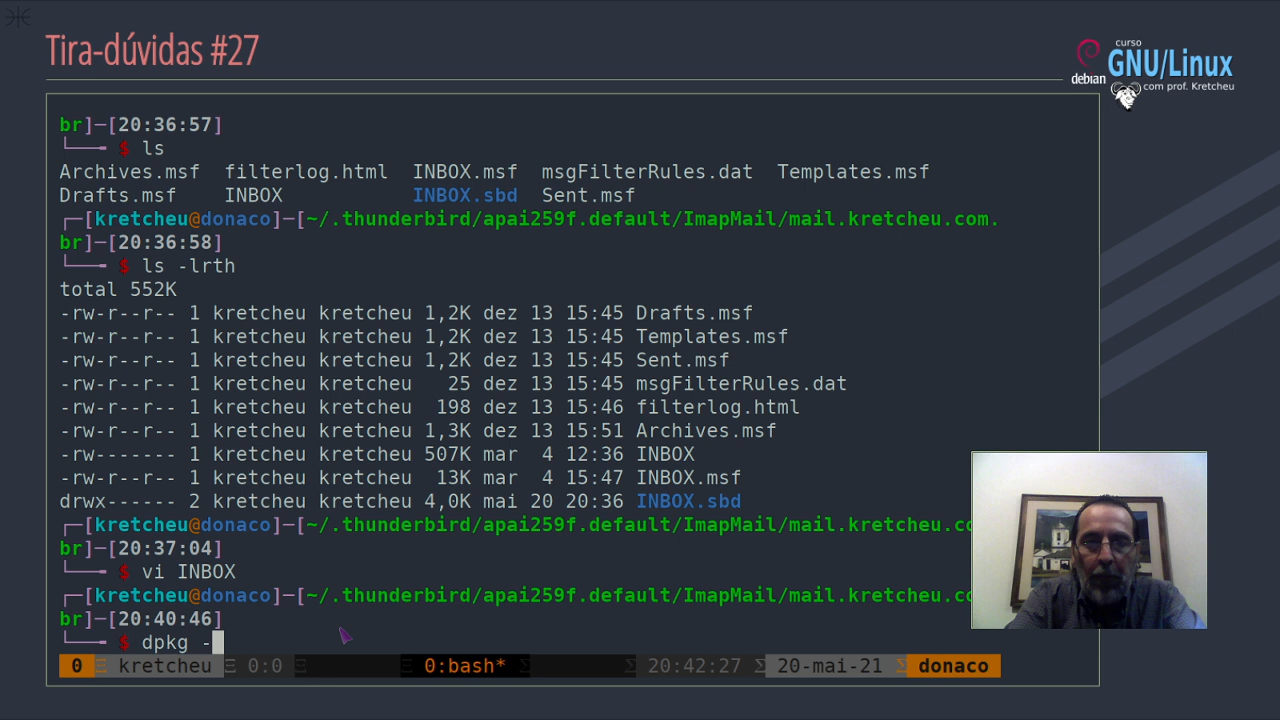 Tira-dúvidas #27
curso
GNU/Linux
debian
com prof. Kretcheu
br]─[20:36:57]
└──╼ $ ls
Archives.msf filterlog.html INBOX.msf msgFilterRules.dat Templates.msf
Drafts.msf INBOX INBOX.sbd Sent.msf
┌─[kretcheu@donaco]─[~/.thunderbird/apai259f.default/ImapMail/mail.kretcheu.com.
br]─[20:36:58]
└──╼ $ ls -lrth
total 552K
-rw-r--r-- 1 kretcheu kretcheu 1,2K dez 13 15:45 Drafts.msf
-rw-r--r-- 1 kretcheu kretcheu 1,2K dez 13 15:45 Templates.msf
-rw-r--r-- 1 kretcheu kretcheu 1,2K dez 13 15:45 Sent.msf
-rw-r--r-- 1 kretcheu kretcheu 25 dez 13 15:45 msgFilterRules.dat
-rw-r--r-- 1 kretcheu kretcheu 198 dez 13 15:46 filterlog.html
-rw-r--r-- 1 kretcheu kretcheu 1,3K dez 13 15:51 Archives.msf
-rw------- 1 kretcheu kretcheu 507K mar 4 12:36 INBOX
-rw-r--r-- 1 kretcheu kretcheu 13K mar 4 15:47 INBOX.msf
drwx------ 2 kretcheu kretcheu 4,0K mai 20 20:36 INBOX.sbd
┌─[kretcheu@donaco]─[~/.thunderbird/apai259f.default/ImapMail/mail.kretcheu.co
br]─[20:37:04]
└──╼ $ vi INBOX
┌─[kretcheu@donaco]─[~/.thunderbird/apai259f.default/ImapMail/mail.kretcheu.co
br]─[20:40:46]
└──╼ $ dpkg -
0 Ξ kretcheu Ξ 0:0 Ξ 0:bash* Σ Σ 20:42:27 Σ 20-mai-21 Σ donaco